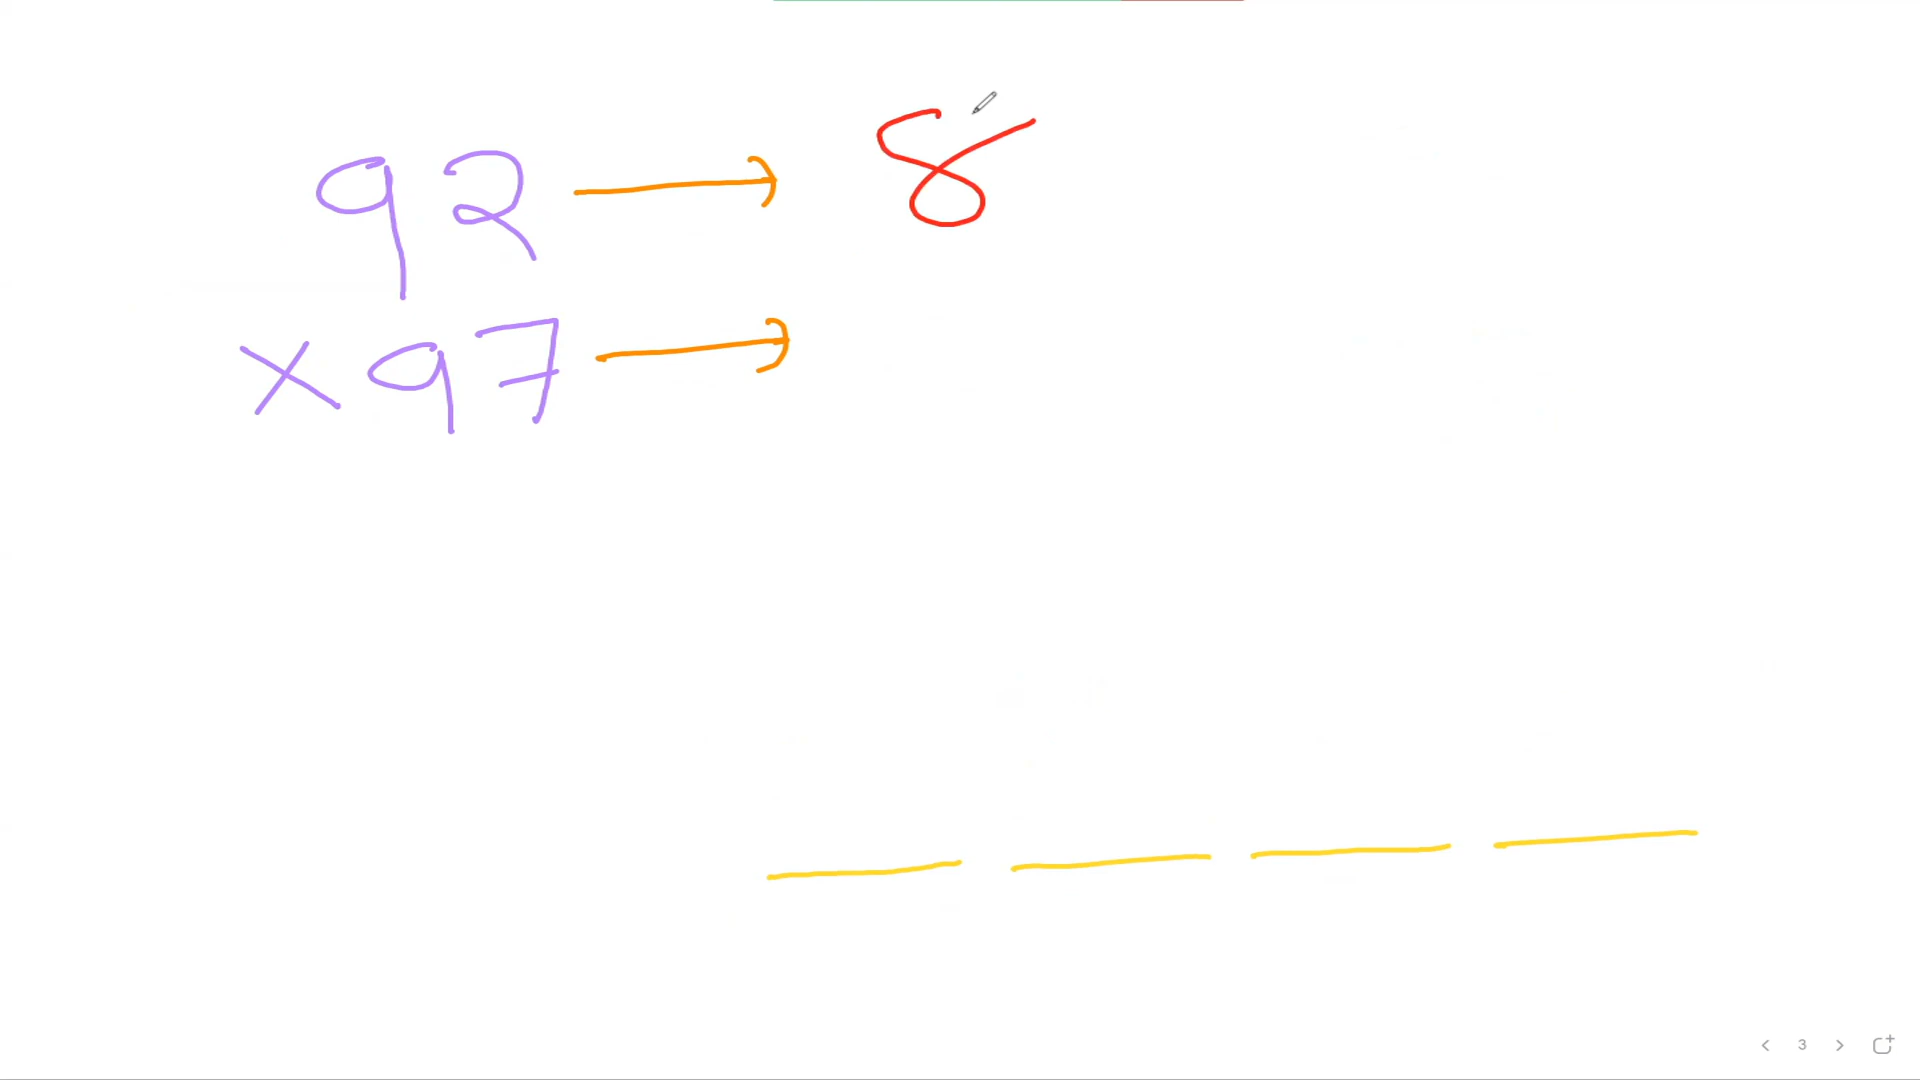 92 → 8
×97 →
3